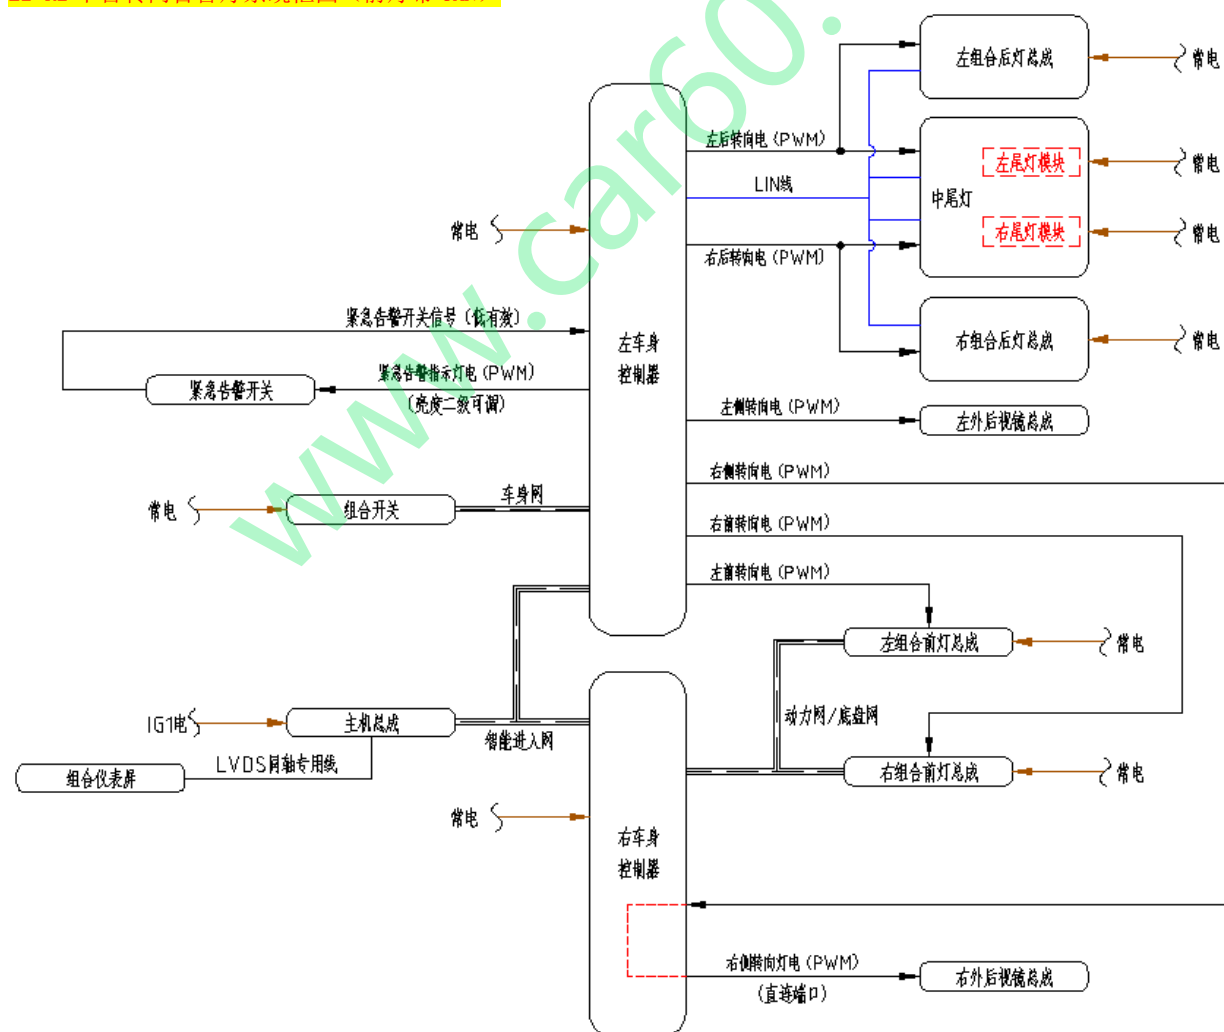 左组合后灯总成
常电
左后转向电(PWM)
左尾灯模块
常电
LIN线
中尾灯
常电
右尾灯模块
常电
右后转向电(PWM)
紧急告警开关信号(低有效)
左车身
控制器
右组合后灯总成
常电
紧急告警开关
紧急告警指示灯电(PWM)
(亮度二级可调)
左侧转向电(PWM)
左外后视镜总成
右侧转向电(PWM)
常电
组合开关
车身网
右前转向电(PWM)
左前转向电(PWM)
左组合前灯总成
常电
IG1电
主机总成
智能进入网
动力网/底盘网
组合仪表屏
LVDS同轴专用线
右组合前灯总成
常电
常电
右车身
控制器
右侧转向灯电(PWM)
(直连端口)
右外后视镜总成
www.car60.